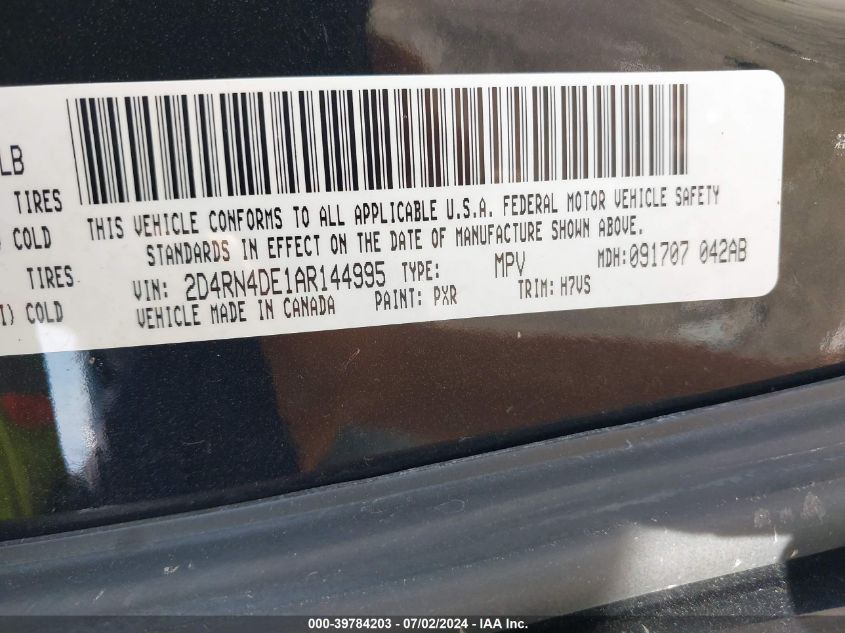 LB
TIRES
COLD
TIRES
COLD
THIS VEHICLE CONFORMS TO ALL APPLICABLE U.S.A. FEDERAL MOTOR VEHICLE SAFETY
STANDARDS IN EFFECT ON THE DATE OF MANUFACTURE SHOWN ABOVE.
VIN: 2D4RN4DE1AR144995 TYPE: MPV MDH: 091707 042AB
VEHICLE MADE IN CANADA PAINT: PXR TRIM: H7VS
000-39784203 - 07/02/2024 - IAA Inc.